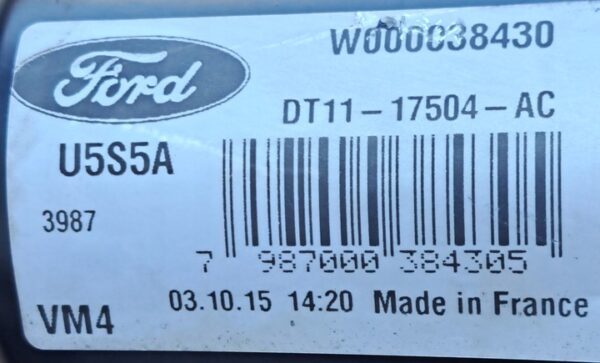 W000038430
Ford
DT11-17504-AC
U5S5A
3987
7 987000 384305
03.10.15 14:20 Made in France
VM4